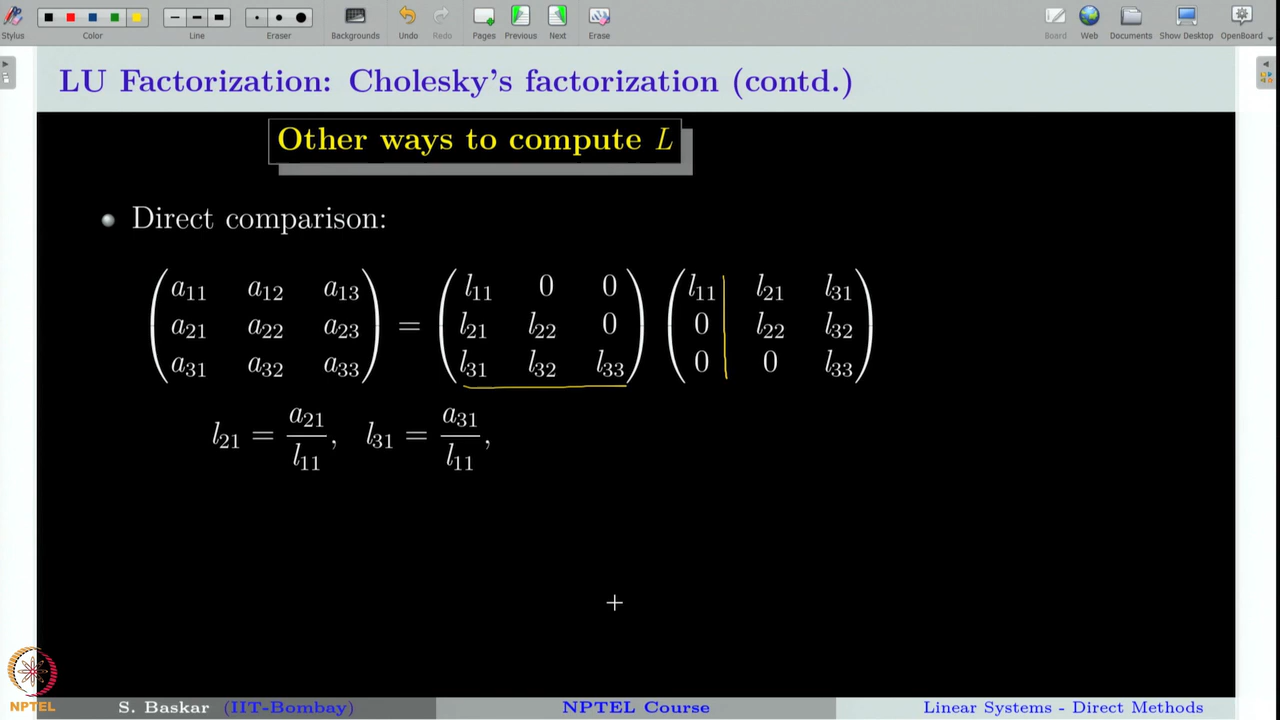 Stylus Color Line Eraser Backgrounds Undo Redo Pages Previous Next Erase Board Web Documents Show Desktop OpenBoard
LU Factorization: Cholesky's factorization (contd.)
Other ways to compute L
Direct comparison:
a11 a12 a13 l11 0 0 l11 l21 l31
a21 a22 a23 = l21 l22 0 0 l22 l32
a31 a32 a33 l31 l32 l33 0 0 l33
l21 = a21/l11, l31 = a31/l11,
NPTEL
S. Baskar (IIT-Bombay) NPTEL Course Linear Systems - Direct Methods